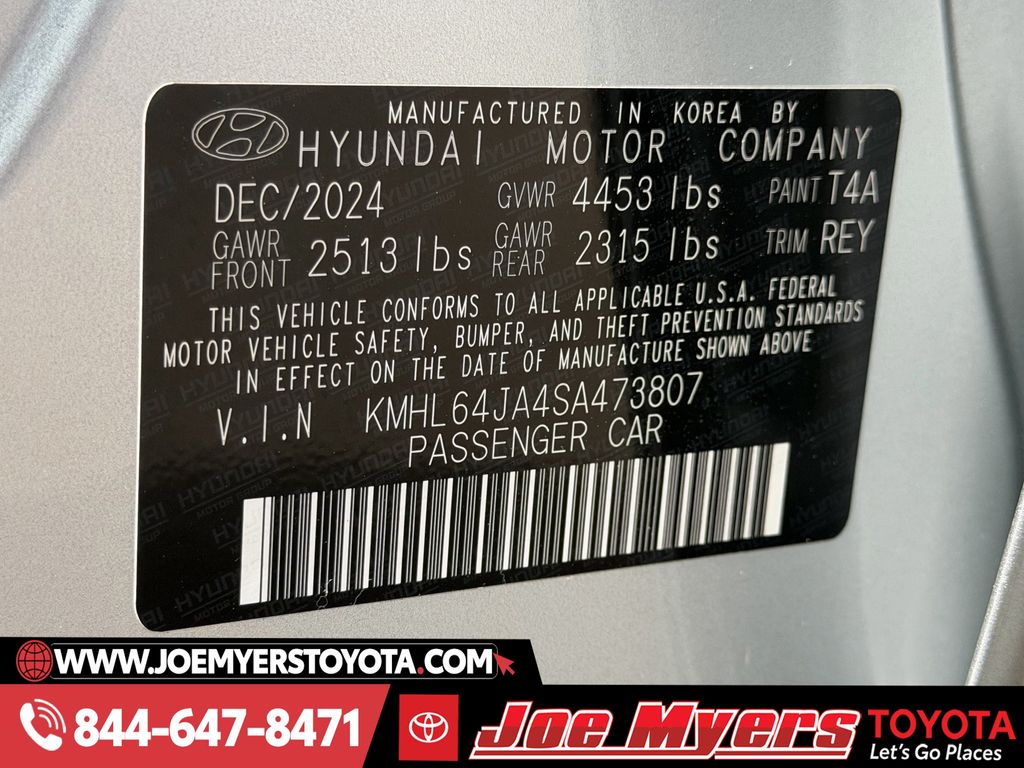 MANUFACTURED IN KOREA BY
HYUNDAI MOTOR COMPANY
DEC/2024 GVWR 4453 lbs PAINT T4A
GAWR FRONT 2513 lbs GAWR REAR 2315 lbs TRIM REY
THIS VEHICLE CONFORMS TO ALL APPLICABLE U.S.A. FEDERAL
MOTOR VEHICLE SAFETY, BUMPER, AND THEFT PREVENTION STANDARDS
IN EFFECT ON THE DATE OF MANUFACTURE SHOWN ABOVE
V.I.N KMHL64JA4SA473807
PASSENGER CAR
WWW.JOEMYERSTOYOTA.COM
844-647-8471
Joe Myers TOYOTA
Let's Go Places